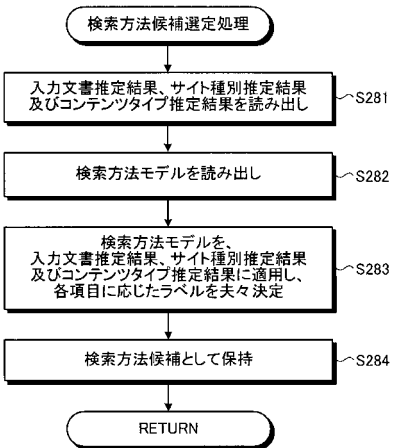 検索方法候補選定処理
入力文書推定結果、サイト種別推定結果
及びコンテンツタイプ推定結果を読み出し
S281
検索方法モデルを読み出し
S282
検索方法モデルを、
入力文書推定結果、サイト種別推定結果
及びコンテンツタイプ推定結果に適用し、
各項目に応じたラベルを夫々決定
S283
検索方法候補として保持
S284
RETURN